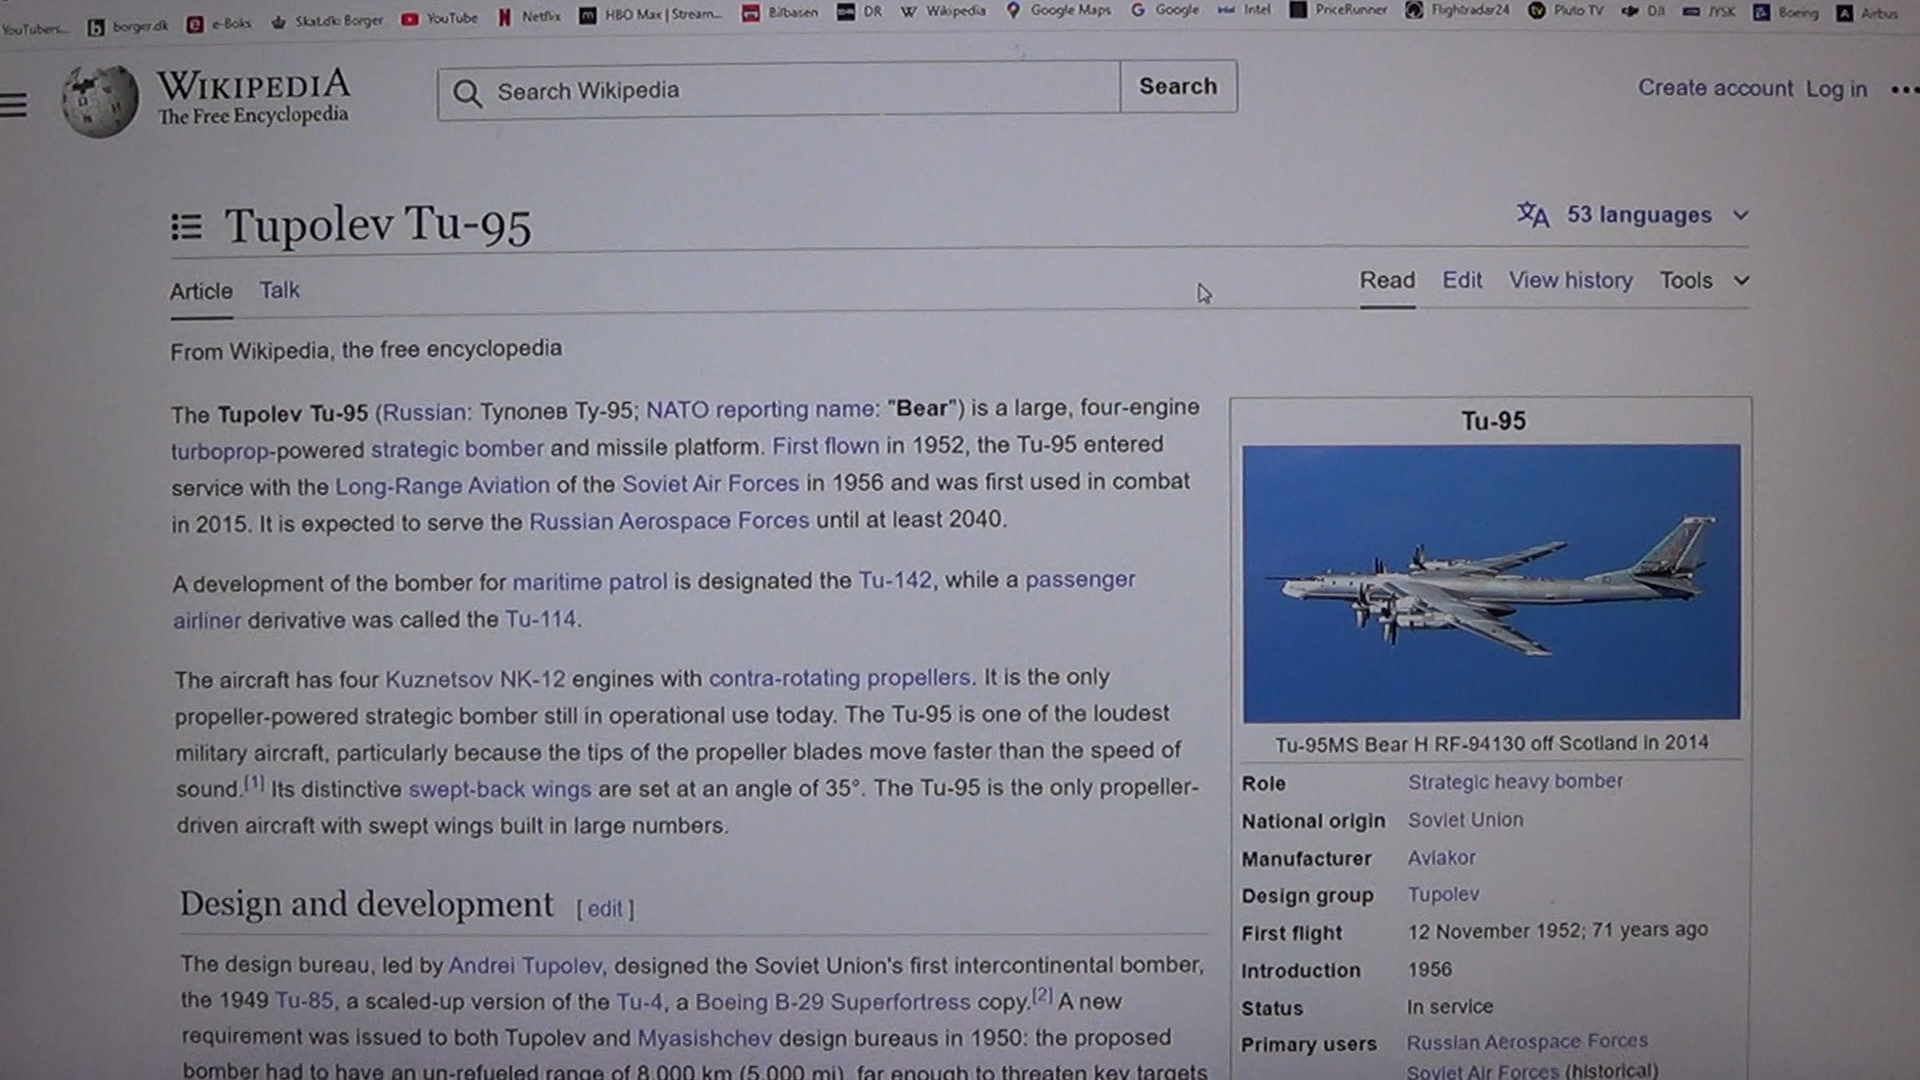 YouTubers...
borger.dk
e-Boks
Skat.dk: Borger
YouTube
Netflix
HBO Max | Stream...
Bilbasen
DR
Wikipedia
Google Maps
Google
Intel
PriceRunner
Flightradar24
Pluto TV
DJI
JYSK
Boeing
Airbus
WIKIPEDIA
The Free Encyclopedia
Search Wikipedia
Search
Create account Log in
Tupolev Tu-95
53 languages
Article Talk
Read Edit View history Tools
From Wikipedia, the free encyclopedia
The Tupolev Tu-95 (Russian: Туполев Ту-95; NATO reporting name: "Bear") is a large, four-engine
turboprop-powered strategic bomber and missile platform. First flown in 1952, the Tu-95 entered
service with the Long-Range Aviation of the Soviet Air Forces in 1956 and was first used in combat
in 2015. It is expected to serve the Russian Aerospace Forces until at least 2040.
A development of the bomber for maritime patrol is designated the Tu-142, while a passenger
airliner derivative was called the Tu-114.
The aircraft has four Kuznetsov NK-12 engines with contra-rotating propellers. It is the only
propeller-powered strategic bomber still in operational use today. The Tu-95 is one of the loudest
military aircraft, particularly because the tips of the propeller blades move faster than the speed of
sound.[1] Its distinctive swept-back wings are set at an angle of 35°. The Tu-95 is the only propeller-
driven aircraft with swept wings built in large numbers.
Design and development [ edit ]
The design bureau, led by Andrei Tupolev, designed the Soviet Union's first intercontinental bomber,
the 1949 Tu-85, a scaled-up version of the Tu-4, a Boeing B-29 Superfortress copy.[2] A new
requirement was issued to both Tupolev and Myasishchev design bureaus in 1950: the proposed
bomber had to have an un-refueled range of 8,000 km (5,000 mi), far enough to threaten key targets
Tu-95
Tu-95MS Bear H RF-94130 off Scotland in 2014
Role Strategic heavy bomber
National origin Soviet Union
Manufacturer Aviakor
Design group Tupolev
First flight 12 November 1952; 71 years ago
Introduction 1956
Status In service
Primary users Russian Aerospace Forces
Soviet Air Forces (historical)